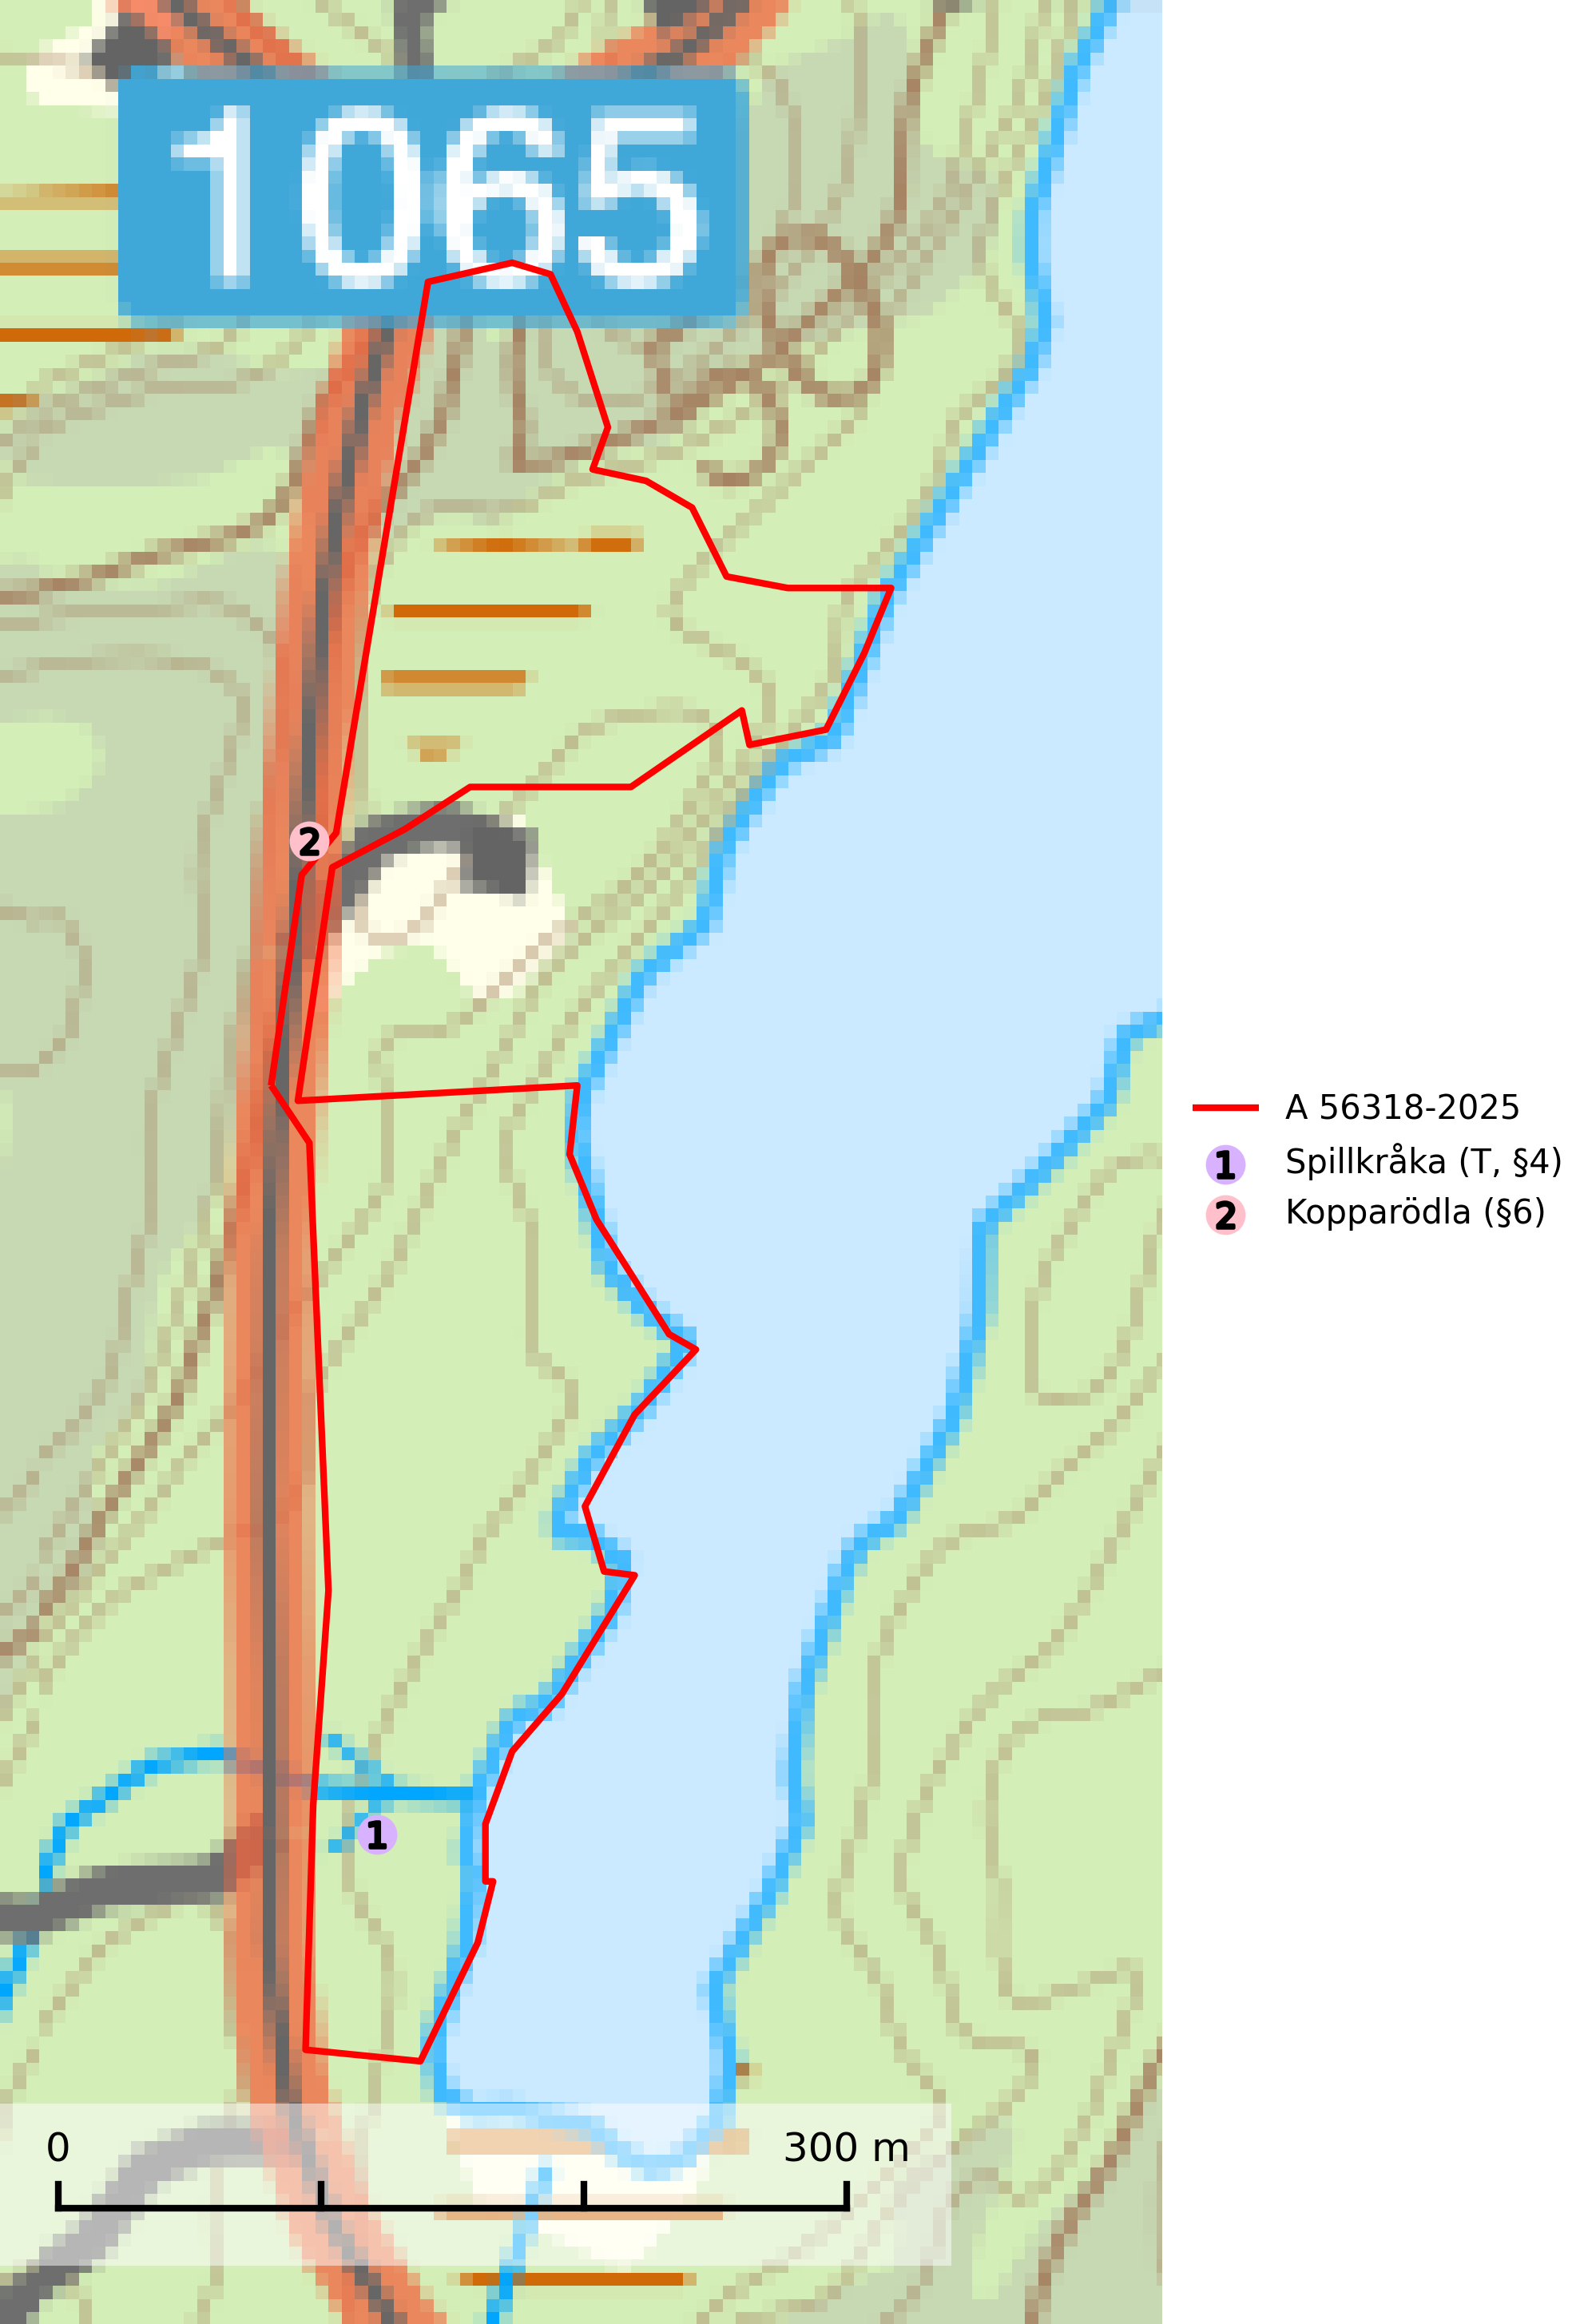 1065
2
A 56318-2025
1 Spillkråka (T, §4)
2 Kopparödla (§6)
1
0 300 m